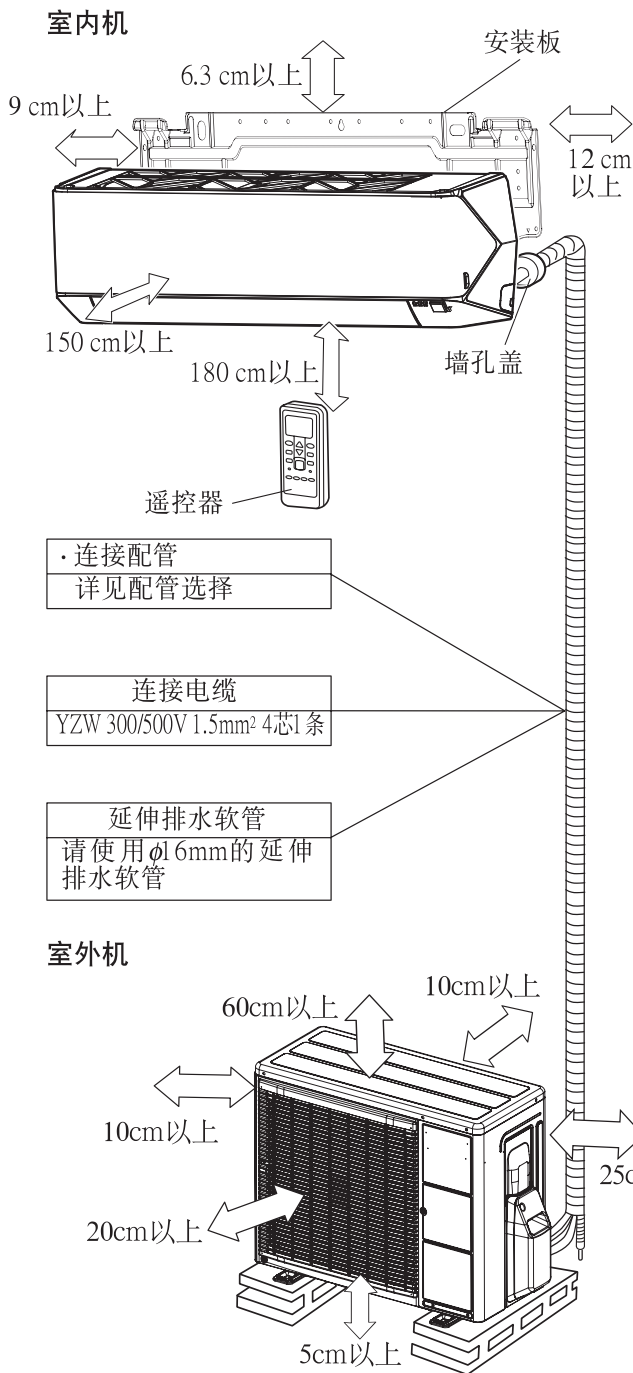 室内机
安装板
6.3 cm以上
9 cm以上
12 cm
以上
150 cm以上
180 cm以上
墙孔盖
遥控器
·连接配管
详见配管选择
连接电缆
YZW 300/500V 1.5mm² 4芯1条
延伸排水软管
请使用ϕ16mm的延伸
排水软管
室外机
10cm以上
60cm以上
10cm以上
25c
20cm以上
5cm以上